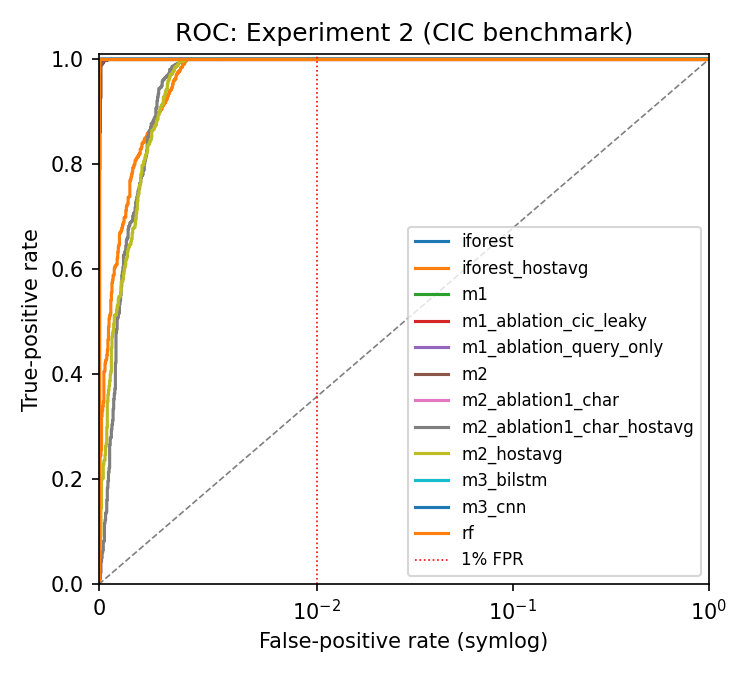 ROC: Experiment 2 (CIC benchmark)
True-positive rate
1.0
0.8
0.6
0.4
0.2
0.0
iforest
iforest_hostavg
m1
m1_ablation_cic_leaky
m1_ablation_query_only
m2
m2_ablation1_char
m2_ablation1_char_hostavg
m2_hostavg
m3_bilstm
m3_cnn
rf
1% FPR
0 10⁻² 10⁻¹ 10⁰
False-positive rate (symlog)